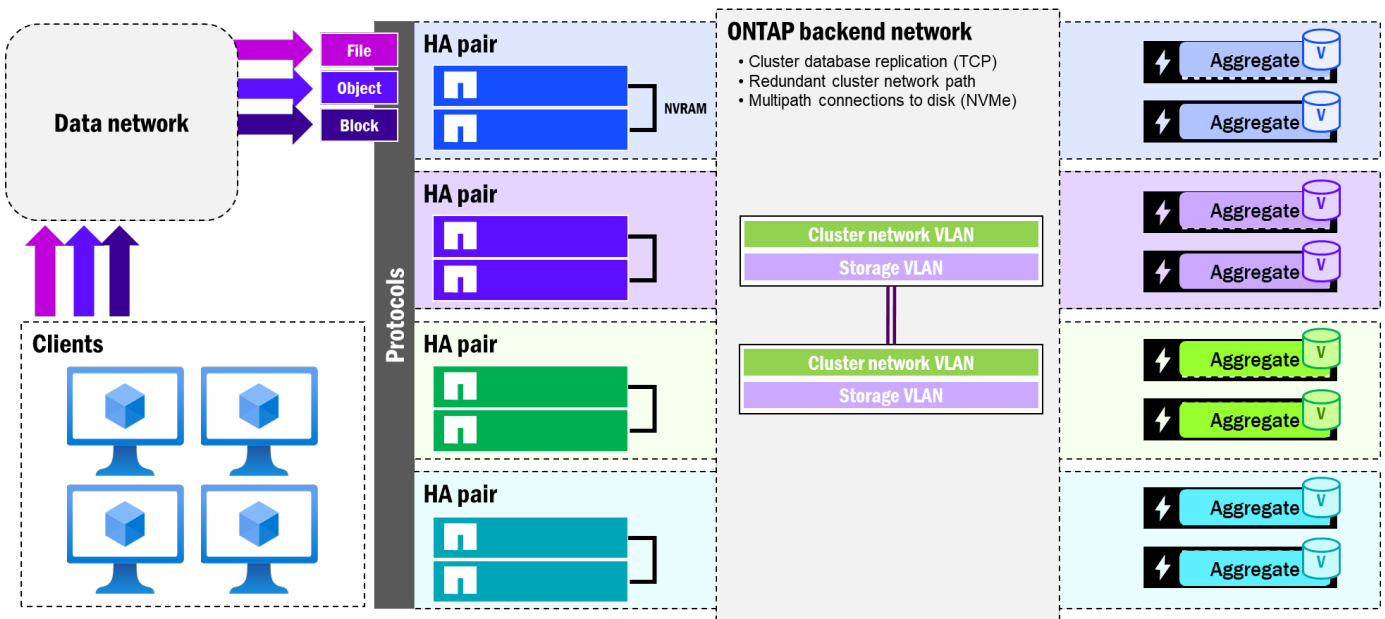 Data network
File
Object
Block
Clients
Protocols
HA pair
NVRAM
HA pair
HA pair
HA pair
ONTAP backend network
• Cluster database replication (TCP)
• Redundant cluster network path
• Multipath connections to disk (NVMe)
Cluster network VLAN
Storage VLAN
Cluster network VLAN
Storage VLAN
Aggregate V
Aggregate V
Aggregate V
Aggregate V
Aggregate V
Aggregate V
Aggregate V
Aggregate V